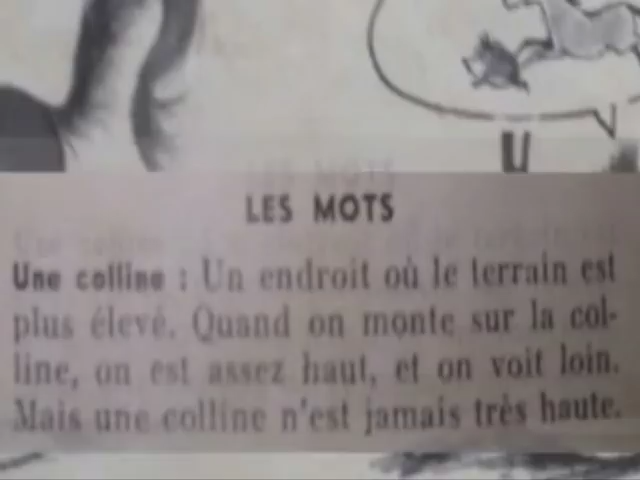 LES MOTS
Une colline : Un endroit où le terrain est
plus élevé. Quand on monte sur la col-
line, on est assez haut, et on voit loin.
Mais une colline n'est jamais très haute.